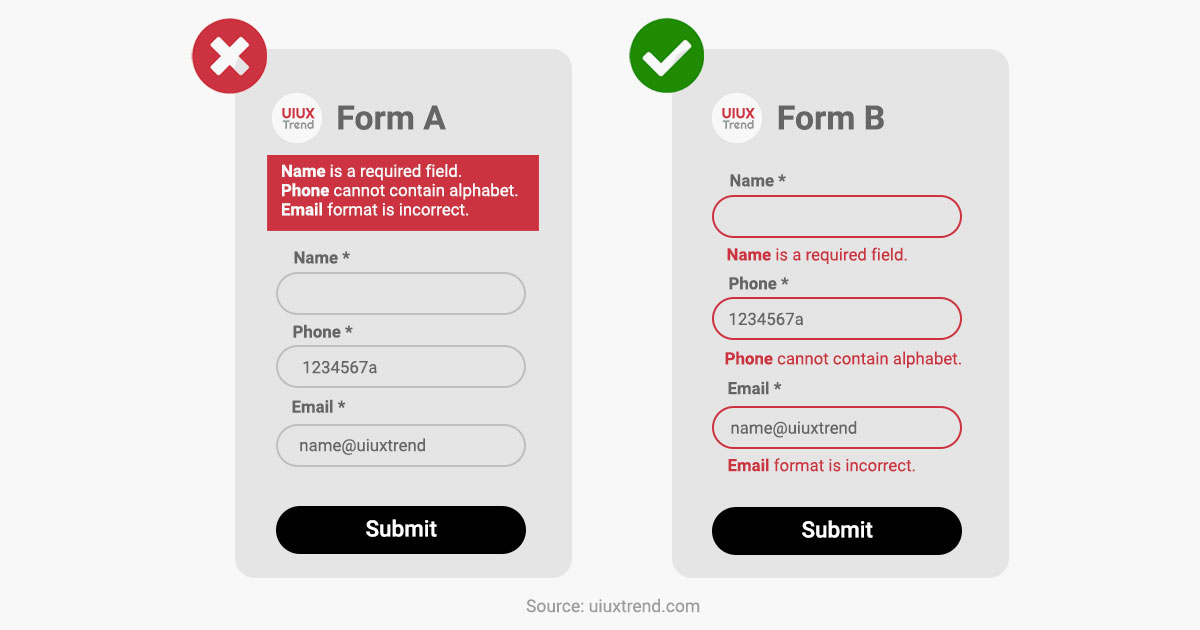 UIUX
Trend
Form A
Name is a required field.
Phone cannot contain alphabet.
Email format is incorrect.
Name *
Phone *
1234567a
Email *
name@uiuxtrend
Submit
UIUX
Trend
Form B
Name *
Name is a required field.
Phone *
1234567a
Phone cannot contain alphabet.
Email *
name@uiuxtrend
Email format is incorrect.
Submit
Source: uiuxtrend.com